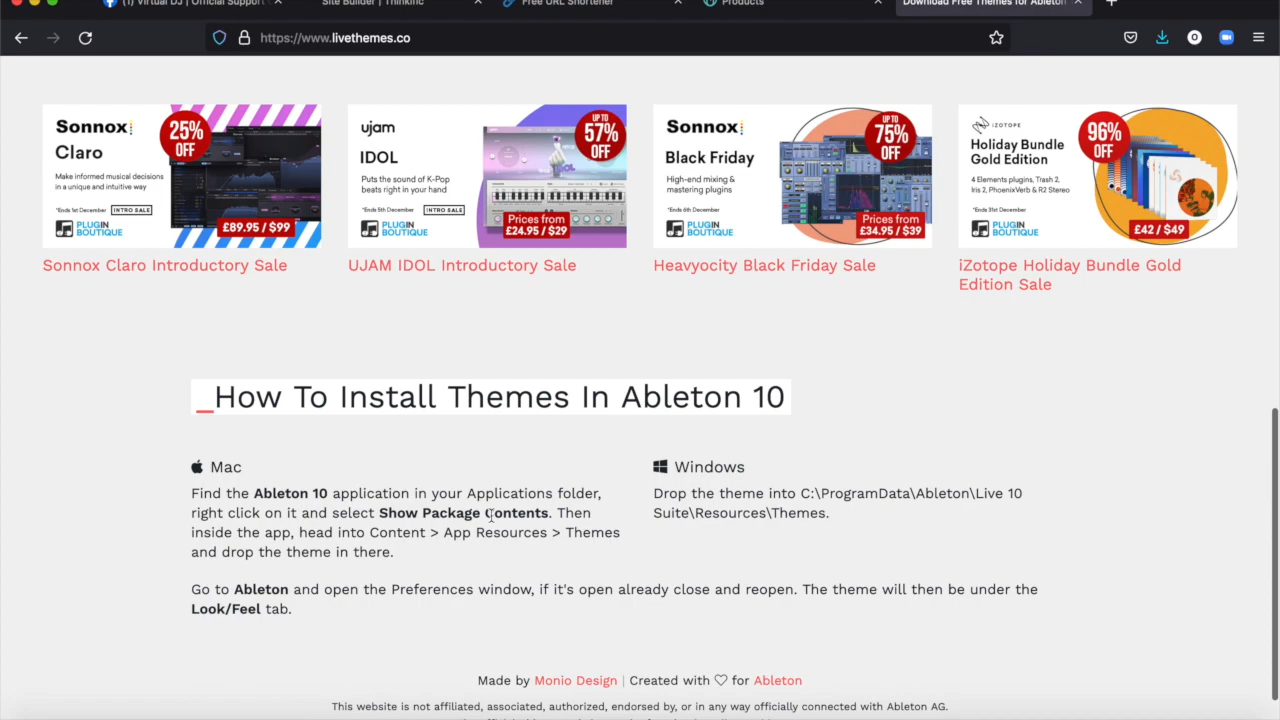 (1) Virtual DJ | Official Support
Site Builder | Thinkific
Free URL Shortener
Products
Download Free Themes for Ableton
https://www.livethemes.co
Sonnox
Claro
Make informed musical decisions
in a unique and intuitive way
*Ends 1st December INTRO SALE
PLUGIN
BOUTIQUE
25%
OFF
£89.95 / $99
ujam
IDOL
Puts the sound of K-Pop
beats right in your hand
*Ends 5th December INTRO SALE
PLUGIN
BOUTIQUE
UP TO
57%
OFF
Prices from
£24.95 / $29
Sonnox
Black Friday
High-end mixing &
mastering plugins
*Ends 6th December
PLUGIN
BOUTIQUE
UP TO
75%
OFF
Prices from
£34.95 / $39
iZOTOPE
Holiday Bundle
Gold Edition
4 Elements plugins, Trash 2,
Iris 2, PhoenixVerb & R2 Stereo
*Ends 31st December
PLUGIN
BOUTIQUE
96%
OFF
£42 / $49
Sonnox Claro Introductory Sale
UJAM IDOL Introductory Sale
Heavyocity Black Friday Sale
iZotope Holiday Bundle Gold
Edition Sale
_How To Install Themes In Ableton 10
Mac
Find the Ableton 10 application in your Applications folder,
right click on it and select Show Package Contents. Then
inside the app, head into Content > App Resources > Themes
and drop the theme in there.
Windows
Drop the theme into C:\ProgramData\Ableton\Live 10
Suite\Resources\Themes.
Go to Ableton and open the Preferences window, if it's open already close and reopen. The theme will then be under the
Look/Feel tab.
Made by Monio Design | Created with ♡ for Ableton
This website is not affiliated, associated, authorized, endorsed by, or in any way officially connected with Ableton AG.